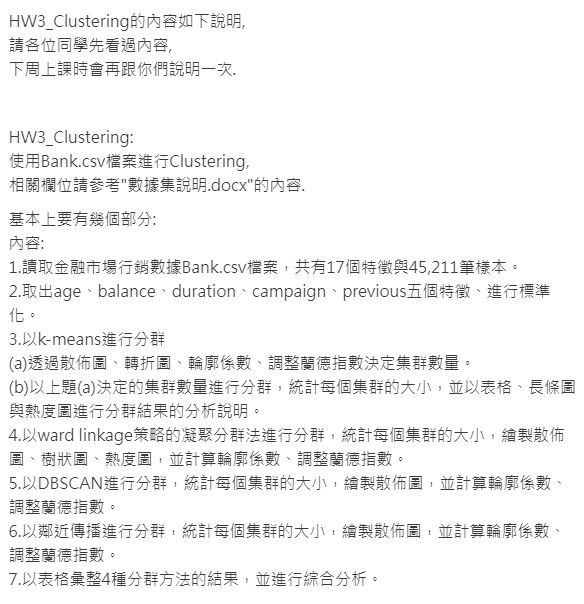 HW3_Clustering的內容如下說明,
請各位同學先看過內容,
下周上課時會再跟你們說明一次.
HW3_Clustering:
使用Bank.csv檔案進行Clustering,
相關欄位請參考"數據集說明.docx"的內容.
基本上要有幾個部分:
內容:
1.讀取金融市場行銷數據Bank.csv檔案，共有17個特徵與45,211筆樣本。
2.取出age、balance、duration、campaign、previous五個特徵、進行標準
化。
3.以k-means進行分群
(a)透過散佈圖、轉折圖、輪廓係數、調整蘭德指數決定集群數量。
(b)以上題(a)決定的集群數量進行分群，統計每個集群的大小，並以表格、長條圖
與熱度圖進行分群結果的分析說明。
4.以ward linkage策略的凝聚分群法進行分群，統計每個集群的大小，繪製散佈
圖、樹狀圖、熱度圖，並計算輪廓係數、調整蘭德指數。
5.以DBSCAN進行分群，統計每個集群的大小，繪製散佈圖，並計算輪廓係數、
調整蘭德指數。
6.以鄰近傳播進行分群，統計每個集群的大小，繪製散佈圖，並計算輪廓係數、
調整蘭德指數。
7.以表格彙整4種分群方法的結果，並進行綜合分析。